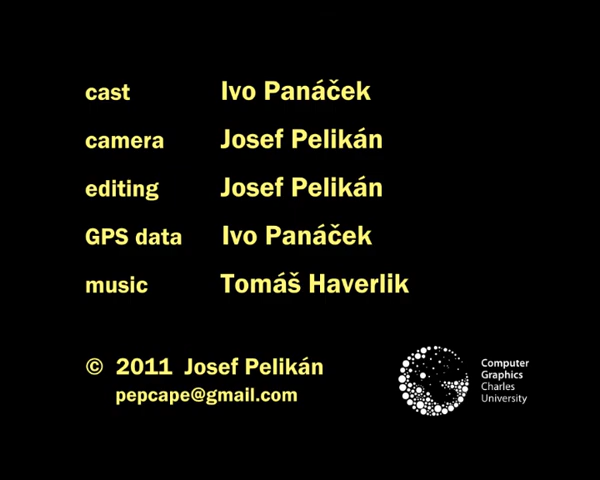 cast Ivo Panáček
camera Josef Pelikán
editing Josef Pelikán
GPS data Ivo Panáček
music Tomáš Haverlik
© 2011 Josef Pelikán
pepcape@gmail.com
Computer
Graphics
Charles
University